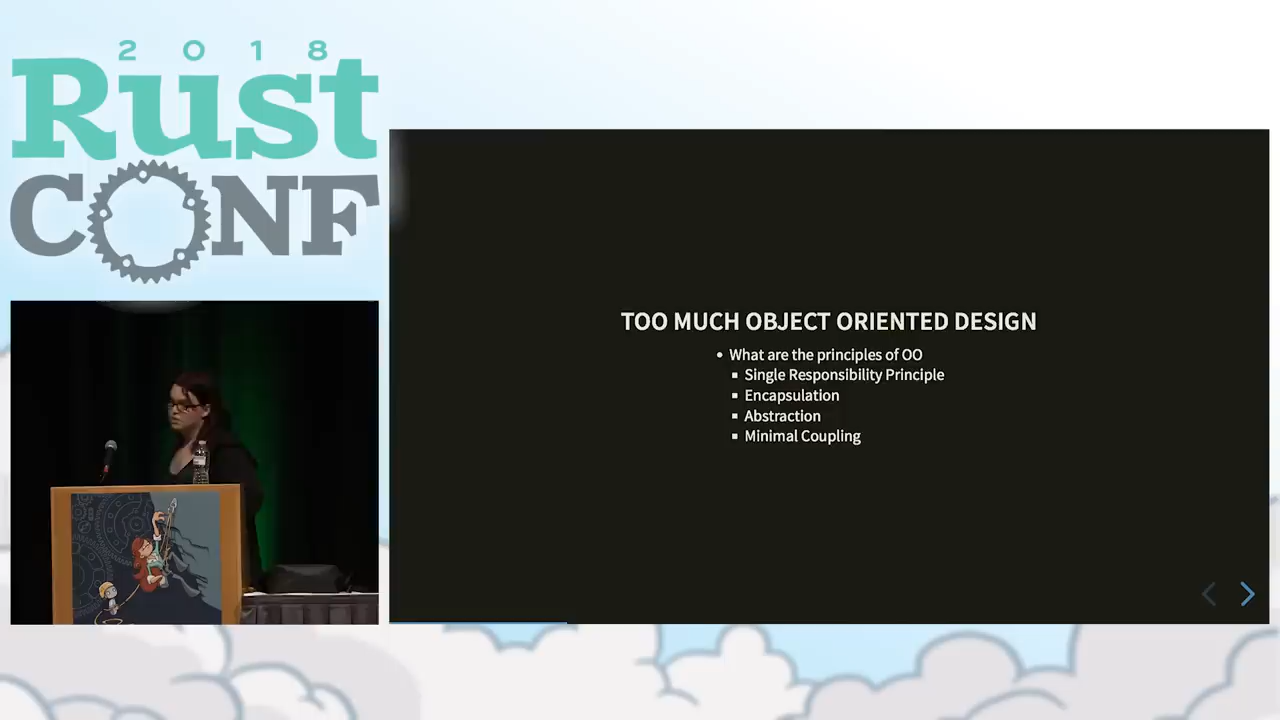 2018
Rust
CONF
TOO MUCH OBJECT ORIENTED DESIGN
• What are the principles of OO
▪ Single Responsibility Principle
▪ Encapsulation
▪ Abstraction
▪ Minimal Coupling